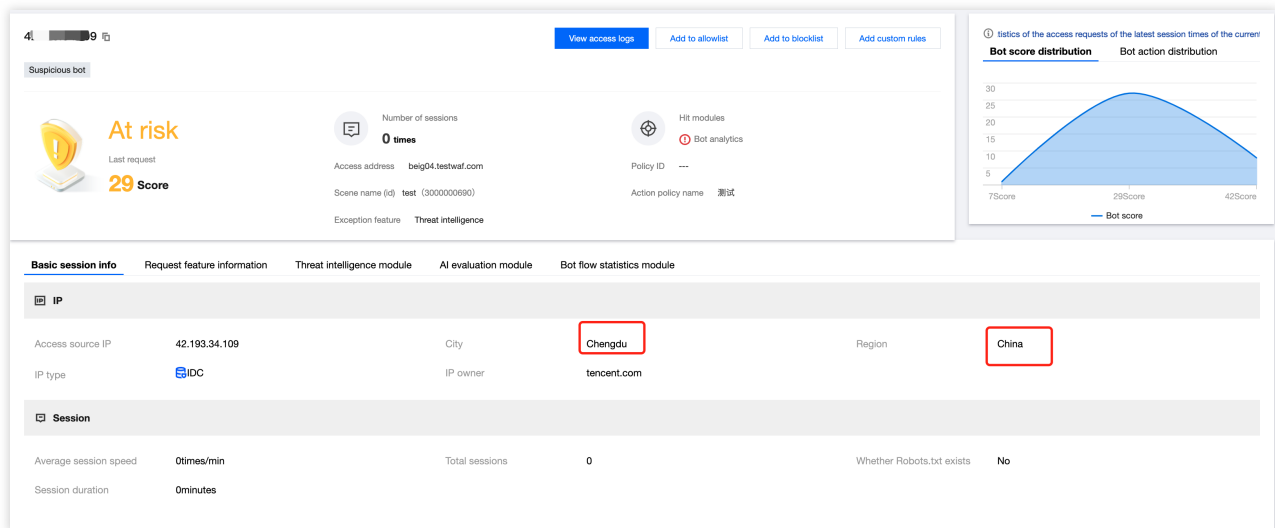 4. 9
View access logs Add to allowlist Add to blocklist Add custom rules
Suspicious bot
At risk
Last request
29 Score
Number of sessions
0 times
Hit modules
Bot analytics
Access address beig04.testwaf.com
Policy ID ---
Scene name (id) test（3000000690）
Action policy name 测试
Exception feature Threat intelligence
tistics of the access requests of the latest session times of the current
Bot score distribution Bot action distribution
30
25
20
15
10
5
7Score 29Score 42Score
Bot score
Basic session info Request feature information Threat intelligence module AI evaluation module Bot flow statistics module
IP IP
Access source IP 42.193.34.109 City Chengdu Region China
IP type IDC IP owner tencent.com
Session
Average session speed 0times/min Total sessions 0 Whether Robots.txt exists No
Session duration 0minutes